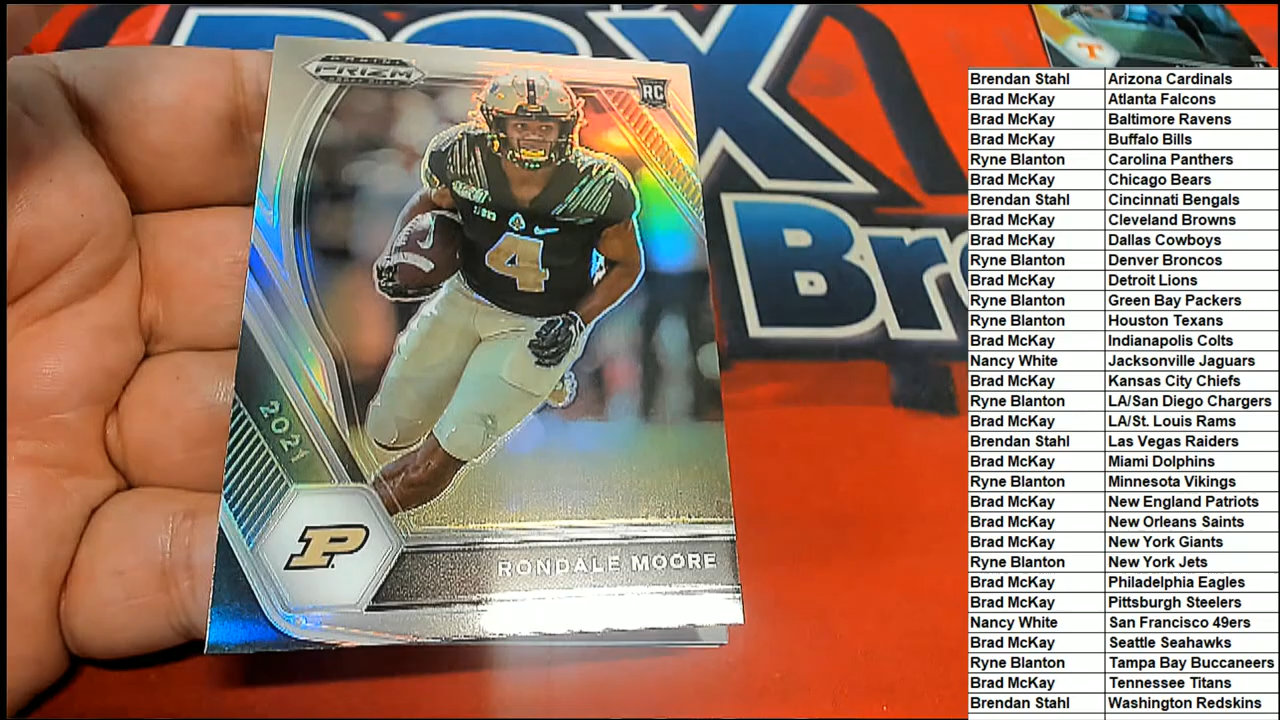 BOX
Bre
PANINI
PRIZM
DRAFT PICKS
RC
4
2021
P
RONDALE MOORE
T
Brendan Stahl Arizona Cardinals
Brad McKay Atlanta Falcons
Brad McKay Baltimore Ravens
Brad McKay Buffalo Bills
Ryne Blanton Carolina Panthers
Brad McKay Chicago Bears
Brendan Stahl Cincinnati Bengals
Brad McKay Cleveland Browns
Brad McKay Dallas Cowboys
Ryne Blanton Denver Broncos
Brad McKay Detroit Lions
Ryne Blanton Green Bay Packers
Ryne Blanton Houston Texans
Brad McKay Indianapolis Colts
Nancy White Jacksonville Jaguars
Brad McKay Kansas City Chiefs
Ryne Blanton LA/San Diego Chargers
Brad McKay LA/St. Louis Rams
Brendan Stahl Las Vegas Raiders
Brad McKay Miami Dolphins
Ryne Blanton Minnesota Vikings
Brad McKay New England Patriots
Brad McKay New Orleans Saints
Brad McKay New York Giants
Ryne Blanton New York Jets
Brad McKay Philadelphia Eagles
Brad McKay Pittsburgh Steelers
Nancy White San Francisco 49ers
Brad McKay Seattle Seahawks
Ryne Blanton Tampa Bay Buccaneers
Brad McKay Tennessee Titans
Brendan Stahl Washington Redskins